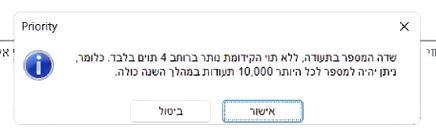 Priority
שדה המספר בתעודה, ללא תוי הקידומת נותר ברוחב 4 תוים בלבד. כלומר,
ניתן יהיה למספר לכל היותר 10,000 תעודות במהלך השנה כולה.
אישור
ביטול